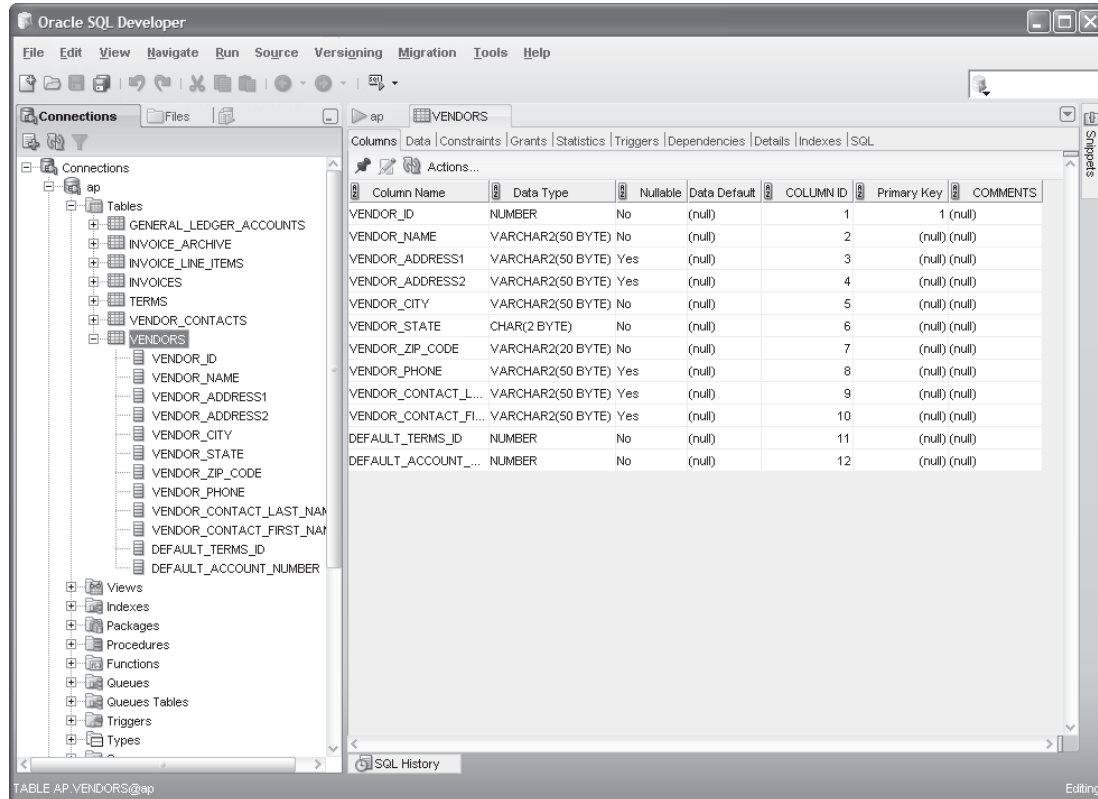 Oracle SQL Developer
File Edit View Navigate Run Source Versioning Migration Tools Help
Connections Files
Connections
ap
Tables
GENERAL_LEDGER_ACCOUNTS
INVOICE_ARCHIVE
INVOICE_LINE_ITEMS
INVOICES
TERMS
VENDOR_CONTACTS
VENDORS
VENDOR_ID
VENDOR_NAME
VENDOR_ADDRESS1
VENDOR_ADDRESS2
VENDOR_CITY
VENDOR_STATE
VENDOR_ZIP_CODE
VENDOR_PHONE
VENDOR_CONTACT_LAST_NAM
VENDOR_CONTACT_FIRST_NAM
DEFAULT_TERMS_ID
DEFAULT_ACCOUNT_NUMBER
Views
Indexes
Packages
Procedures
Functions
Queues
Queues Tables
Triggers
Types
ap VENDORS
Columns Data Constraints Grants Statistics Triggers Dependencies Details Indexes SQL
Actions...
Column Name Data Type Nullable Data Default COLUMN ID Primary Key COMMENTS
VENDOR_ID NUMBER No (null) 1 1 (null)
VENDOR_NAME VARCHAR2(50 BYTE) No (null) 2 (null) (null)
VENDOR_ADDRESS1 VARCHAR2(50 BYTE) Yes (null) 3 (null) (null)
VENDOR_ADDRESS2 VARCHAR2(50 BYTE) Yes (null) 4 (null) (null)
VENDOR_CITY VARCHAR2(50 BYTE) No (null) 5 (null) (null)
VENDOR_STATE CHAR(2 BYTE) No (null) 6 (null) (null)
VENDOR_ZIP_CODE VARCHAR2(20 BYTE) No (null) 7 (null) (null)
VENDOR_PHONE VARCHAR2(50 BYTE) Yes (null) 8 (null) (null)
VENDOR_CONTACT_L... VARCHAR2(50 BYTE) Yes (null) 9 (null) (null)
VENDOR_CONTACT_FI... VARCHAR2(50 BYTE) Yes (null) 10 (null) (null)
DEFAULT_TERMS_ID NUMBER No (null) 11 (null) (null)
DEFAULT_ACCOUNT_... NUMBER No (null) 12 (null) (null)
Snippets
SQL History
TABLE AP.VENDORS@ap
Editing